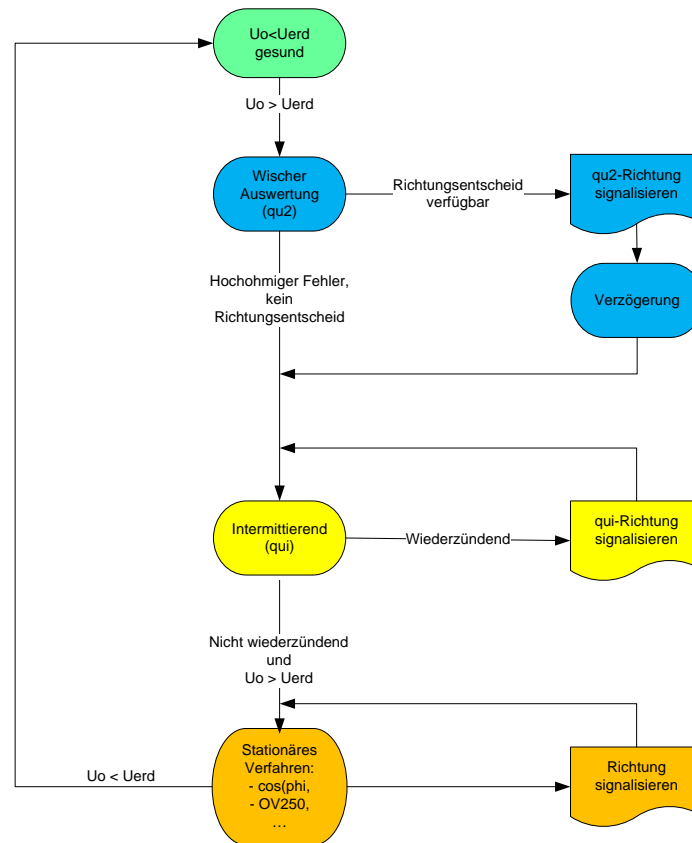 Uo<Uerd
gesund
Uo > Uerd
Wischer
Auswertung
(qu2)
Richtungsentscheid
verfügbar
qu2-Richtung
signalisieren
Hochohmiger Fehler,
kein
Richtungsentscheid
Verzögerung
Intermittierend
(qui)
Wiederzündend
qui-Richtung
signalisieren
Nicht wiederzündend
und
Uo > Uerd
Uo < Uerd
Stationäres
Verfahren:
- cos(phi,
- OV250,
...
Richtung
signalisieren